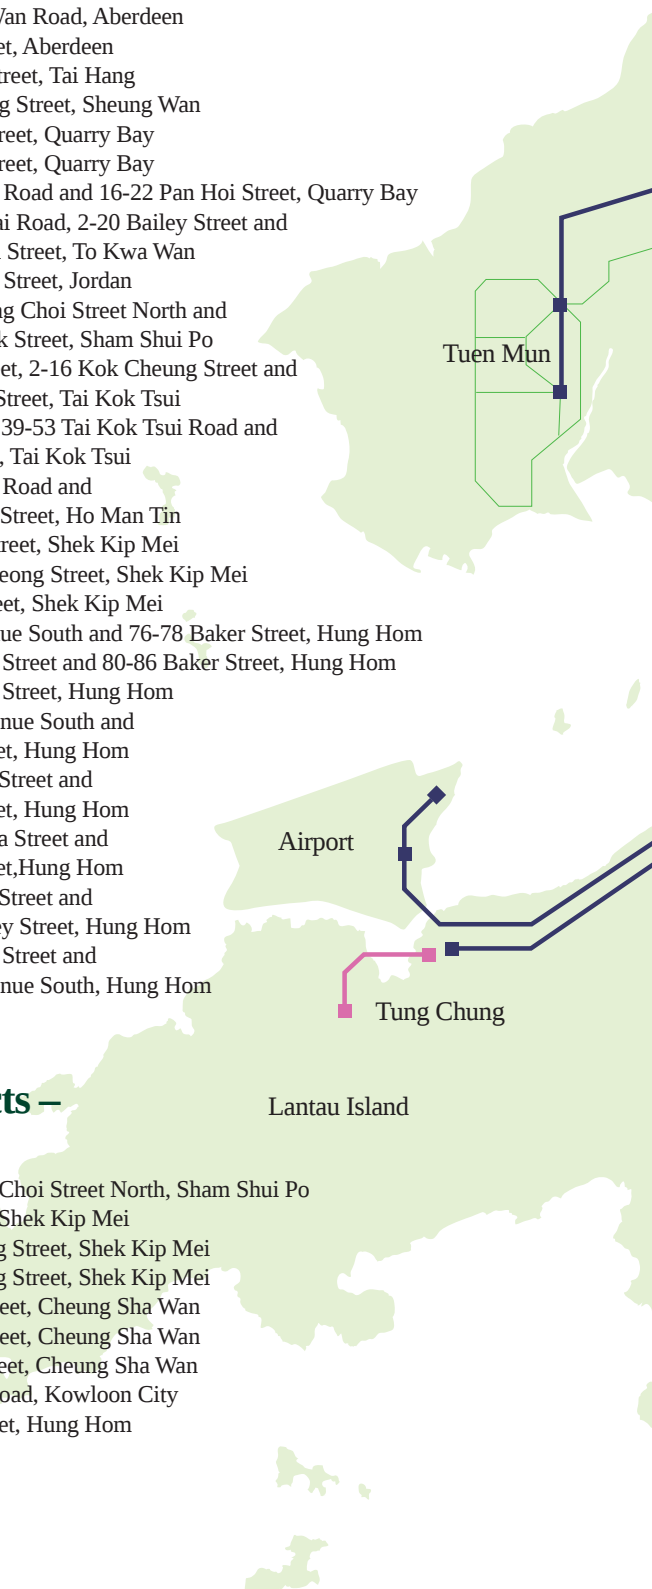 Van Road, Aberdeen
et, Aberdeen
treet, Tai Hang
g Street, Sheung Wan
reet, Quarry Bay
reet, Quarry Bay
Road and 16-22 Pan Hoi Street, Quarry Bay
ai Road, 2-20 Bailey Street and
Street, To Kwa Wan
Street, Jordan
ng Choi Street North and
k Street, Sham Shui Po
eet, 2-16 Kok Cheung Street and
Street, Tai Kok Tsui
39-53 Tai Kok Tsui Road and
, Tai Kok Tsui
Road and
Street, Ho Man Tin
treet, Shek Kip Mei
eong Street, Shek Kip Mei
eet, Shek Kip Mei
ue South and 76-78 Baker Street, Hung Hom
Street and 80-86 Baker Street, Hung Hom
Street, Hung Hom
nue South and
et, Hung Hom
Street and
et, Hung Hom
a Street and
et,Hung Hom
Street and
ey Street, Hung Hom
Street and
nue South, Hung Hom
cts –
Choi Street North, Sham Shui Po
Shek Kip Mei
g Street, Shek Kip Mei
g Street, Shek Kip Mei
eet, Cheung Sha Wan
eet, Cheung Sha Wan
eet, Cheung Sha Wan
oad, Kowloon City
et, Hung Hom
Tuen Mun
Airport
Tung Chung
Lantau Island